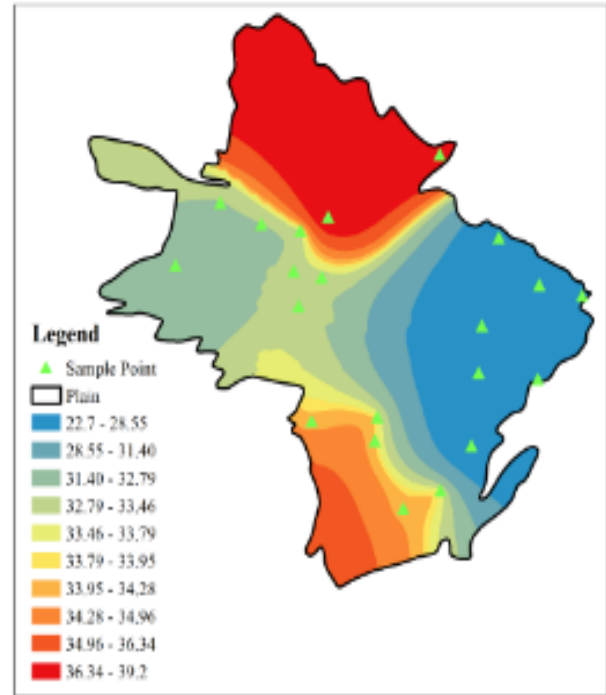 Legend
Sample Point
Plain
22.7 - 28.55
28.55 - 31.40
31.40 - 32.79
32.79 - 33.46
33.46 - 33.79
33.79 - 33.95
33.95 - 34.28
34.28 - 34.96
34.96 - 36.34
36.34 - 39.2